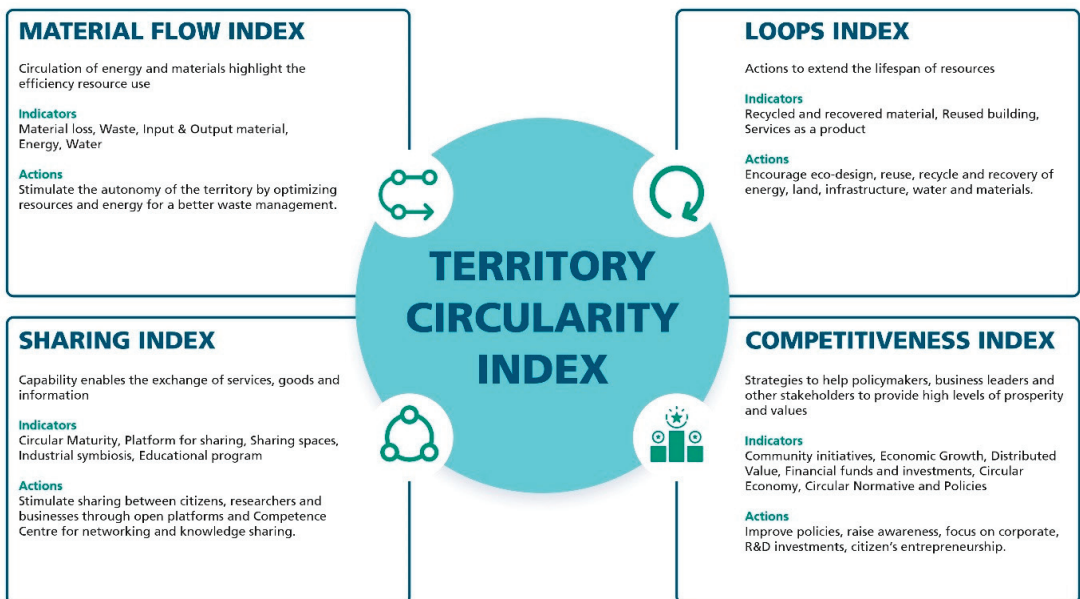 MATERIAL FLOW INDEX
Circulation of energy and materials highlight the
efficiency resource use
Indicators
Material loss, Waste, Input & Output material,
Energy, Water
Actions
Stimulate the autonomy of the territory by optimizing
resources and energy for a better waste management.
LOOPS INDEX
Actions to extend the lifespan of resources
Indicators
Recycled and recovered material, Reused building,
Services as a product
Actions
Encourage eco-design, reuse, recycle and recovery of
energy, land, infrastructure, water and materials.
TERRITORY
CIRCULARITY
INDEX
SHARING INDEX
Capability enables the exchange of services, goods and
information
Indicators
Circular Maturity, Platform for sharing, Sharing spaces,
Industrial symbiosis, Educational program
Actions
Stimulate sharing between citizens, researchers and
businesses through open platforms and Competence
Centre for networking and knowledge sharing.
COMPETITIVENESS INDEX
Strategies to help policymakers, business leaders and
other stakeholders to provide high levels of prosperity
and values
Indicators
Community initiatives, Economic Growth, Distributed
Value, Financial funds and investments, Circular
Economy, Circular Normative and Policies
Actions
Improve policies, raise awareness, focus on corporate,
R&D investments, citizen’s entrepreneurship.